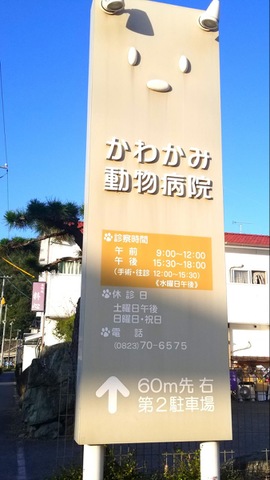 かわかみ
動物病院
診察時間
午前 9:00~12:00
午後 15:30~18:00
(手術・往診 12:00~15:30)
(水曜日午後)
休診日
土曜日午後
日曜日・祝日
電話
(0823)70-6575
60m先 右
第2駐車場